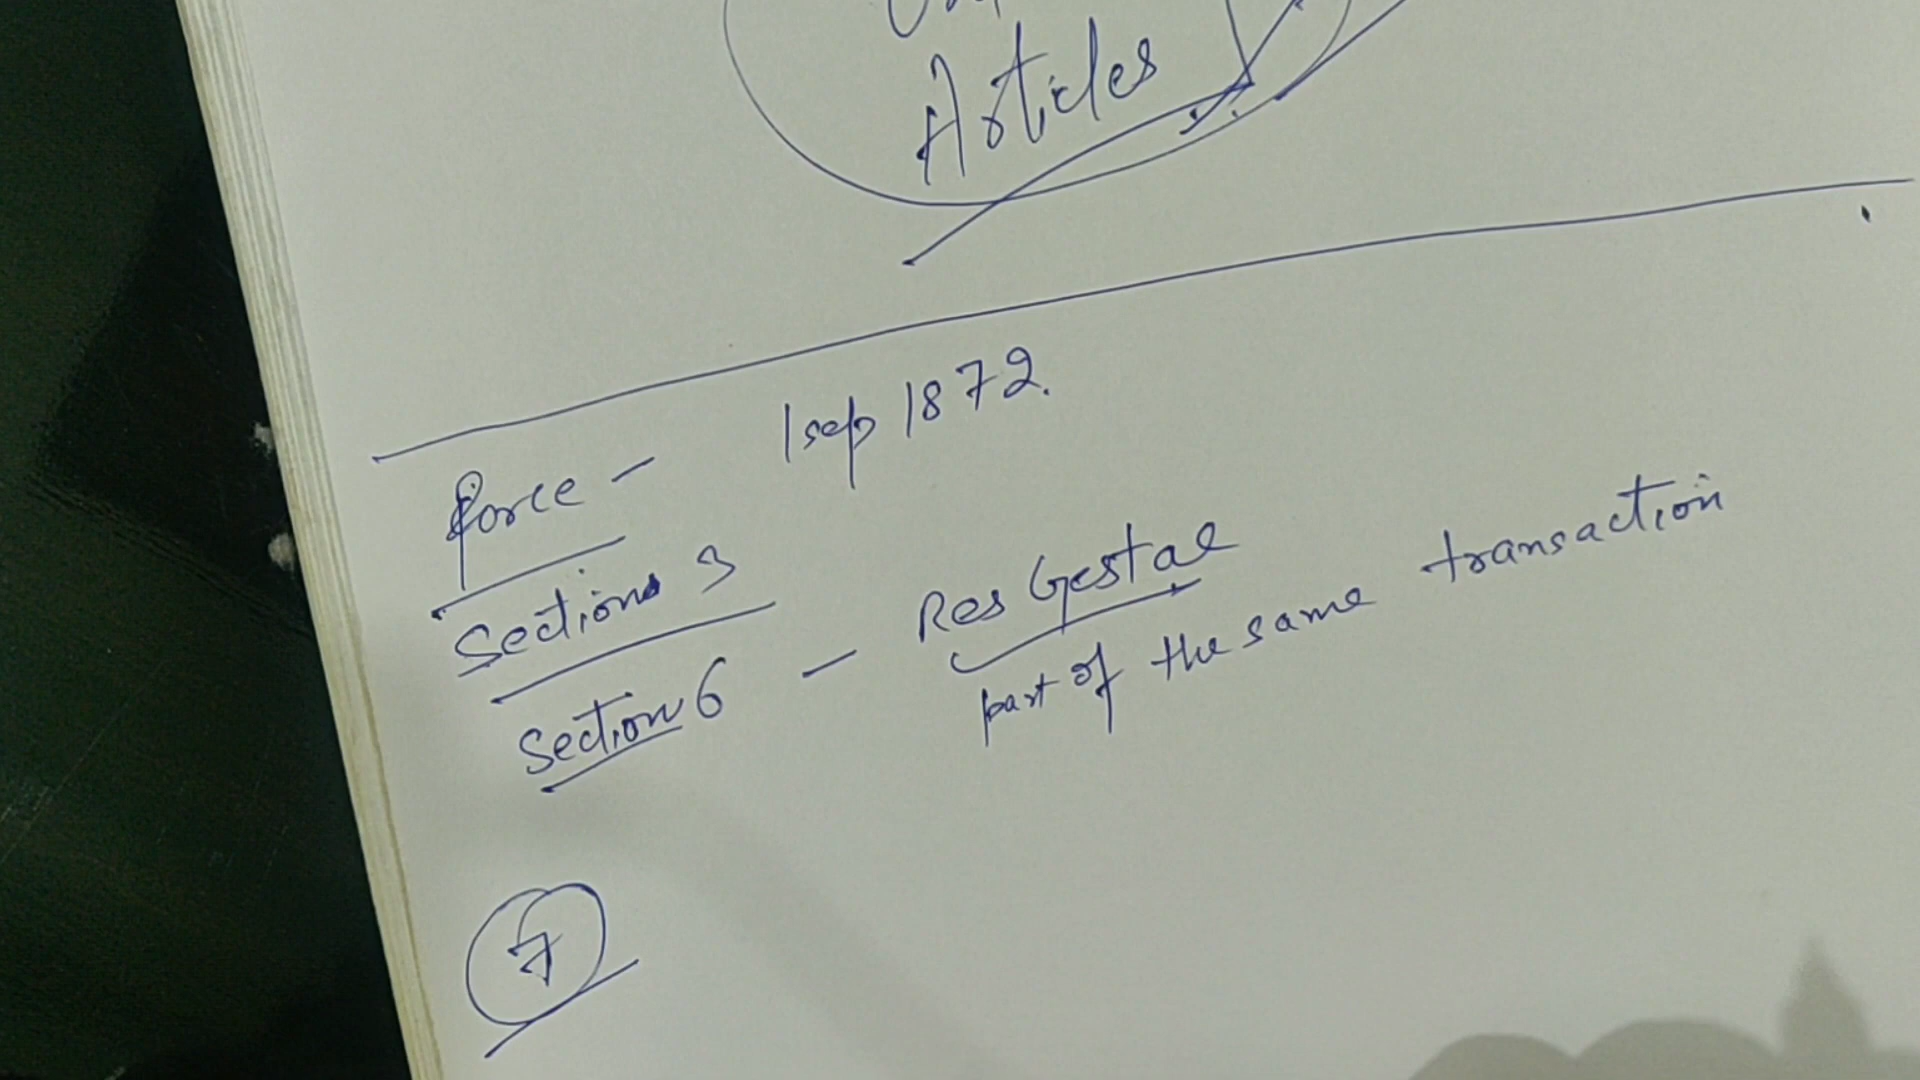 Articles
force - 1 sep 1872.
Sections 3
Section 6 - Res Gestae
part of the same transaction
7